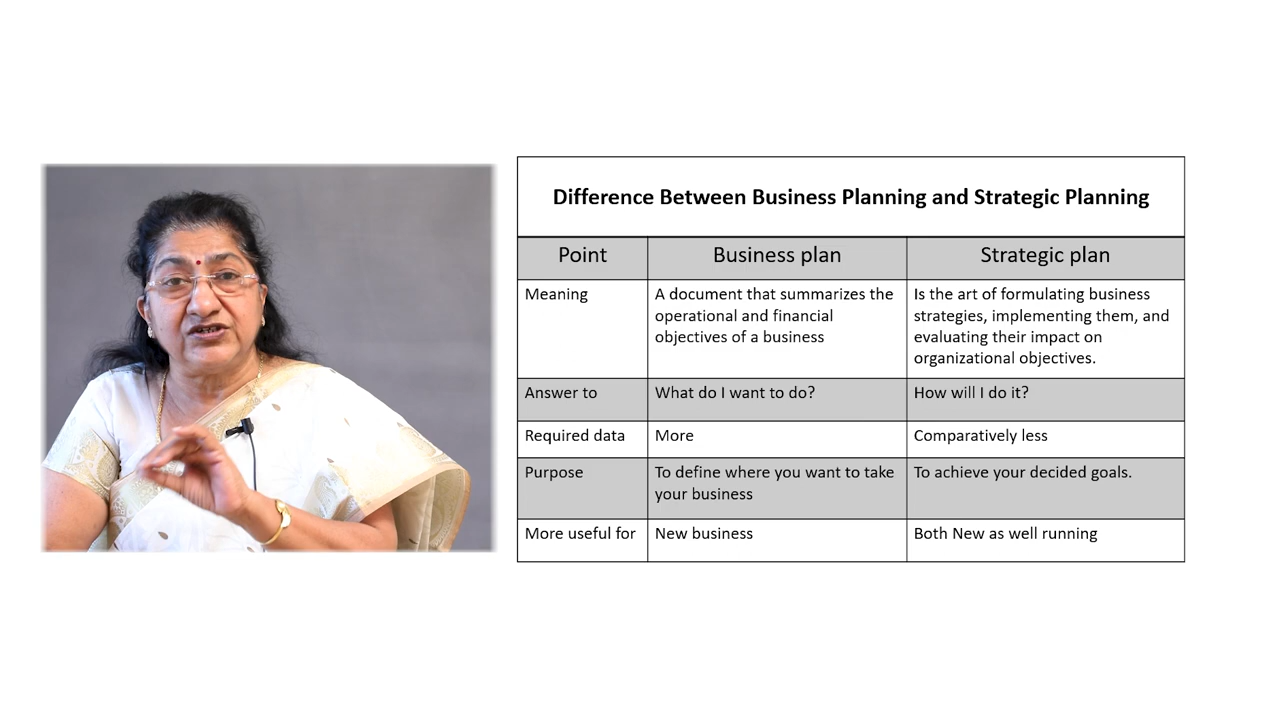 Difference Between Business Planning and Strategic Planning
Point
Business plan
Strategic plan
Meaning
A document that summarizes the
operational and financial
objectives of a business
Is the art of formulating business
strategies, implementing them, and
evaluating their impact on
organizational objectives.
Answer to
What do I want to do?
How will I do it?
Required data
More
Comparatively less
Purpose
To define where you want to take
your business
To achieve your decided goals.
More useful for
New business
Both New as well running